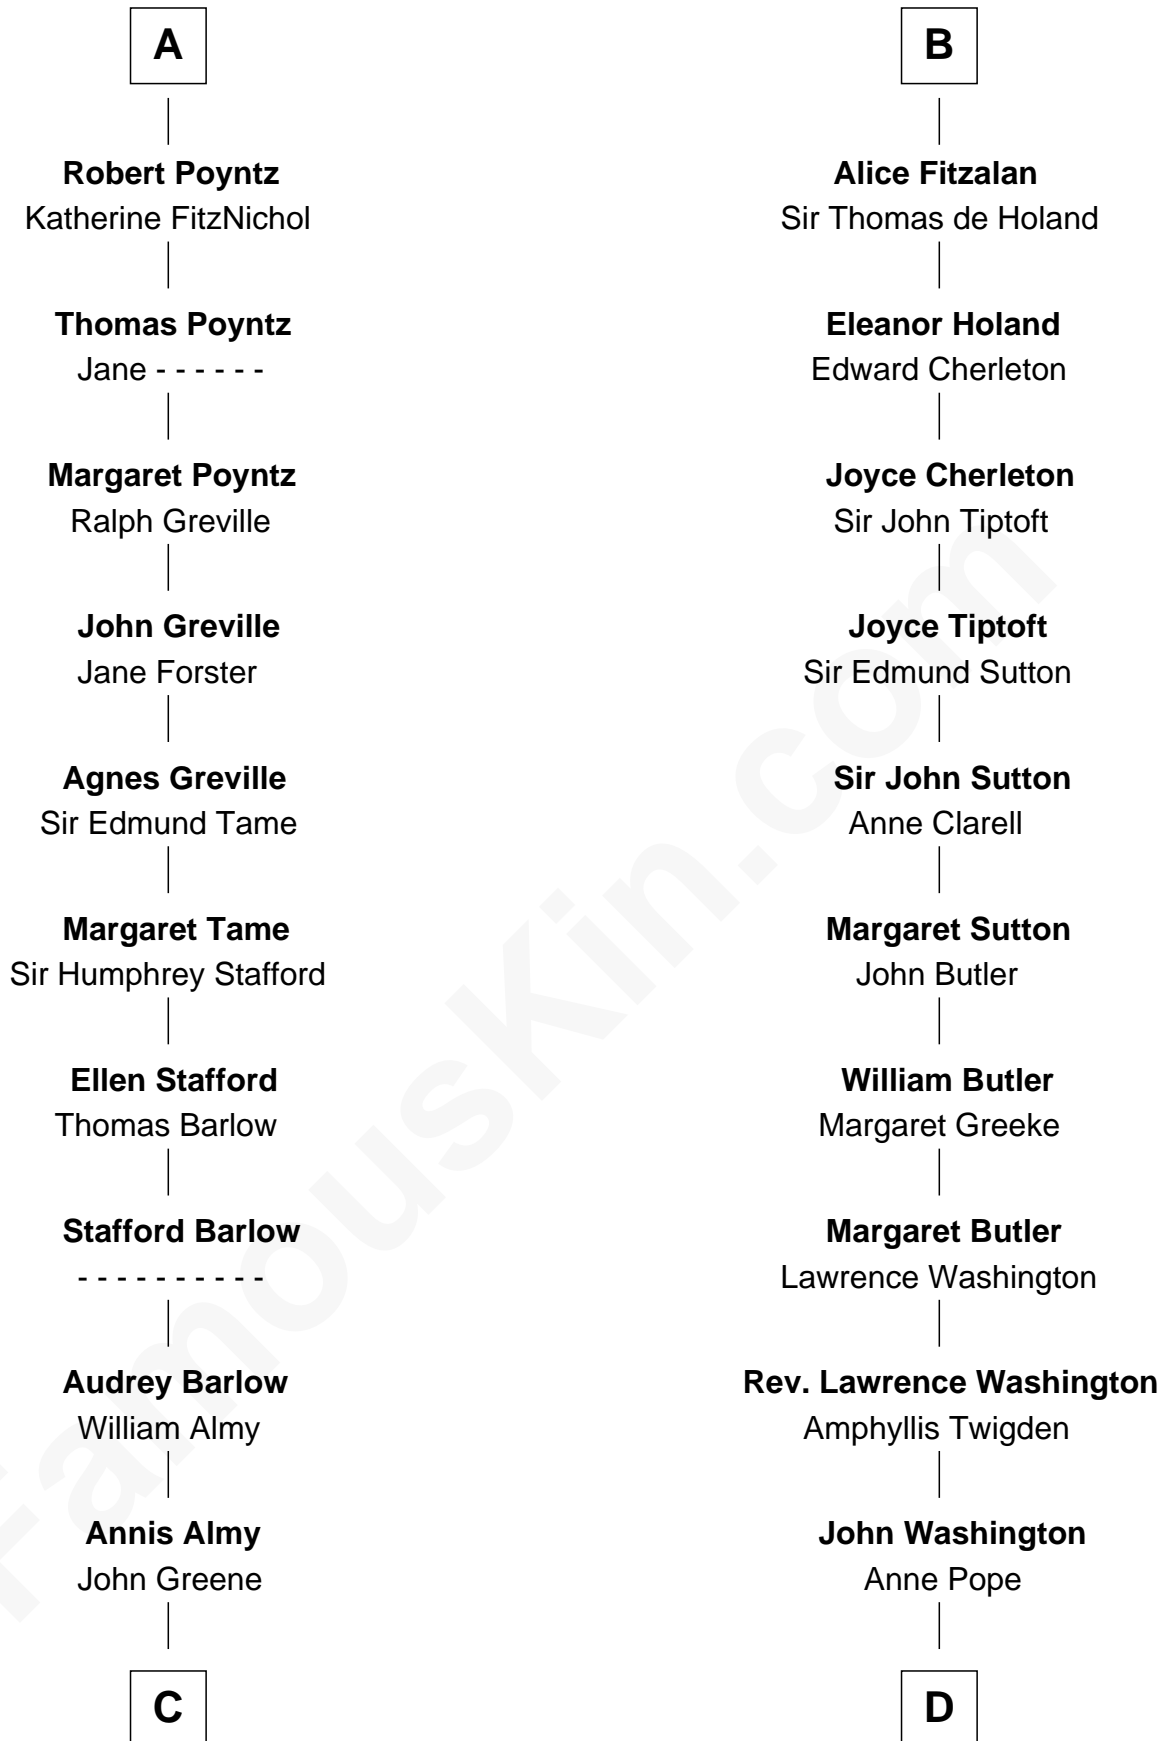 A
Robert Poyntz
Katherine FitzNichol
Thomas Poyntz
Jane - - - - - -
Margaret Poyntz
Ralph Greville
John Greville
Jane Forster
Agnes Greville
Sir Edmund Tame
Margaret Tame
Sir Humphrey Stafford
Ellen Stafford
Thomas Barlow
Stafford Barlow
- - - - - - - - - -
Audrey Barlow
William Almy
Annis Almy
John Greene
C
B
Alice Fitzalan
Sir Thomas de Holand
Eleanor Holand
Edward Cherleton
Joyce Cherleton
Sir John Tiptoft
Joyce Tiptoft
Sir Edmund Sutton
Sir John Sutton
Anne Clarell
Margaret Sutton
John Butler
William Butler
Margaret Greeke
Margaret Butler
Lawrence Washington
Rev. Lawrence Washington
Amphyllis Twigden
John Washington
Anne Pope
D
FamousKin.com